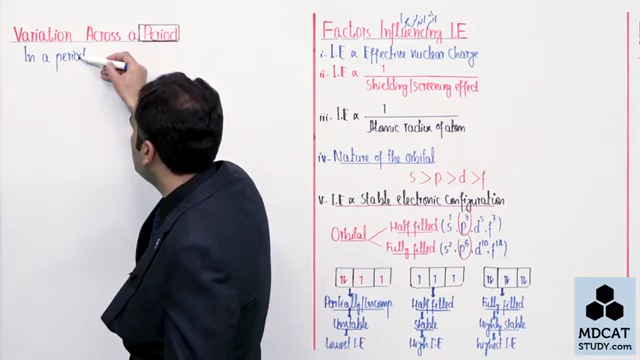 Variation Across a Period
In a period
Factors Influencing I.E
i- I.E ∝ Effective nuclear charge
ii- I.E ∝ 1
Shielding/Screening effect
iii- I.E ∝ 1
Atomic radius of atom
iv- Nature of the orbital
s > p > d > f
v- I.E ∝ Stable electronic configuration
Orbital
Half filled (s¹ p³ d⁵ f⁷)
Fully filled (s² p⁶ d¹⁰ f¹⁴)
Partially/Incomp.
Half filled
Fully filled
Unstable
Stable
Highly stable
Lowest I.E
High I.E
highest I.E
MDCAT
STUDY.com